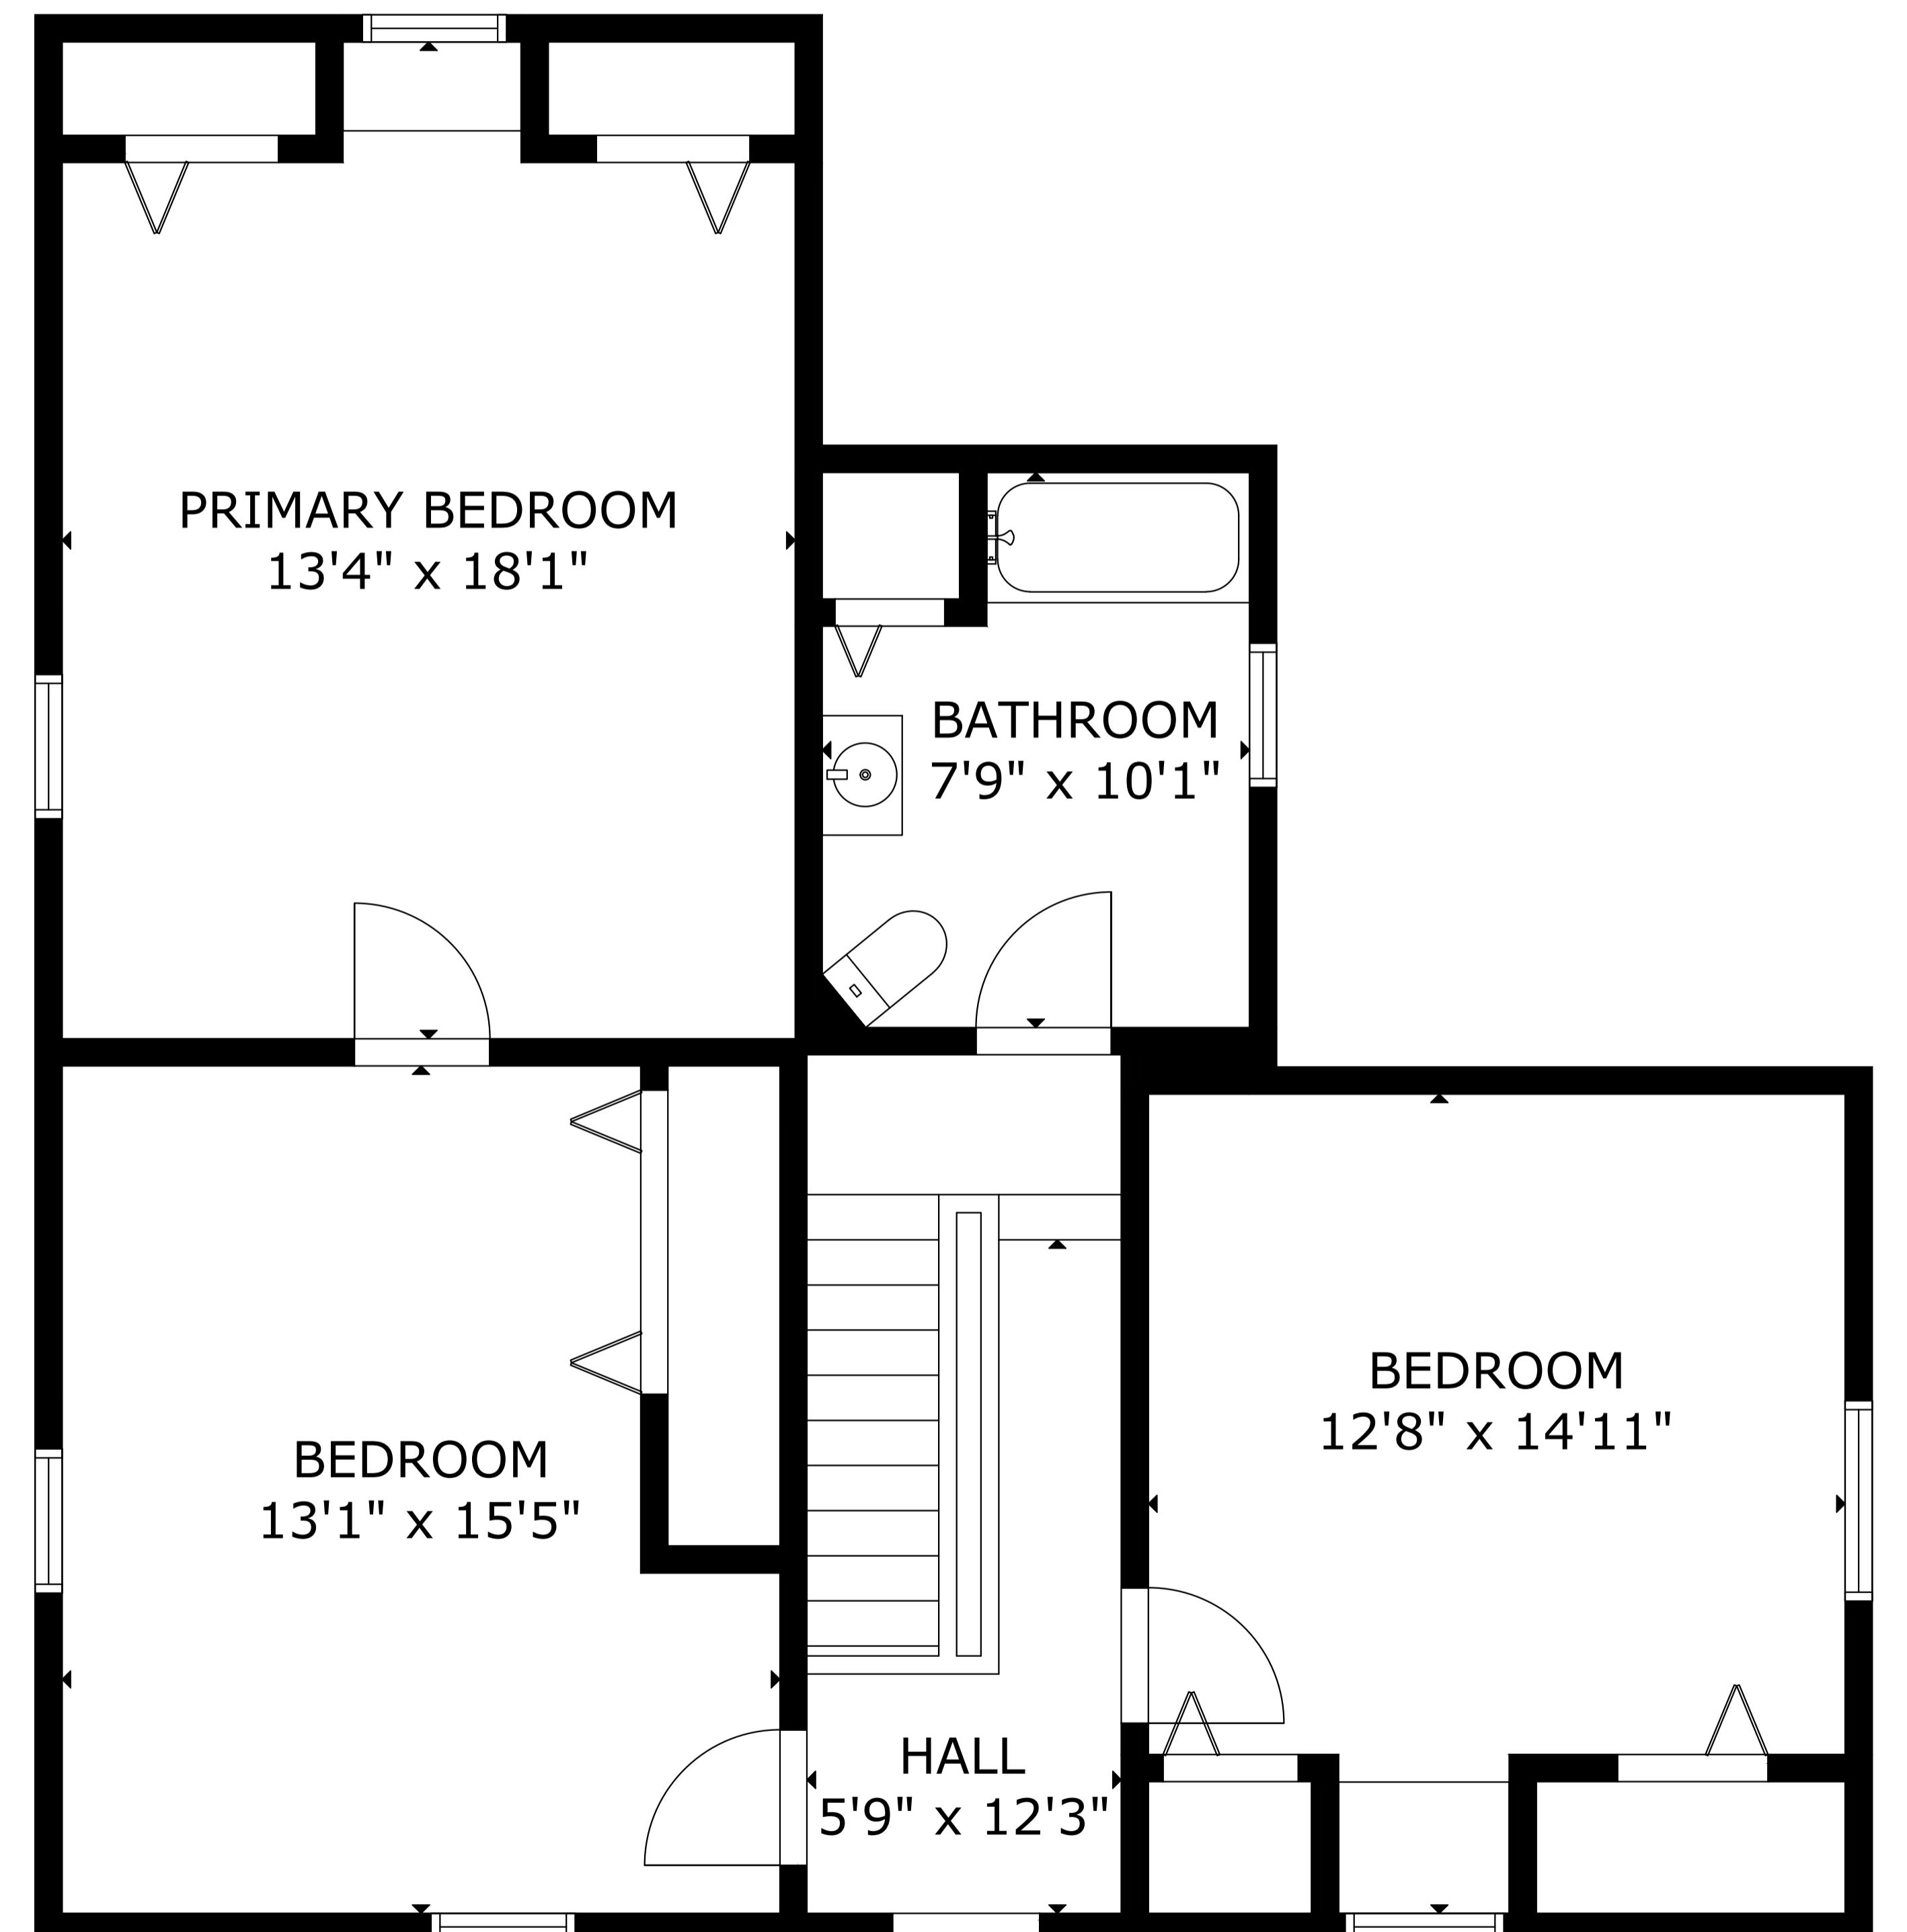 PRIMARY BEDROOM
13'4" x 18'1"
BATHROOM
7'9" x 10'1"
BEDROOM
12'8" x 14'11"
BEDROOM
13'1" x 15'5"
HALL
5'9" x 12'3"